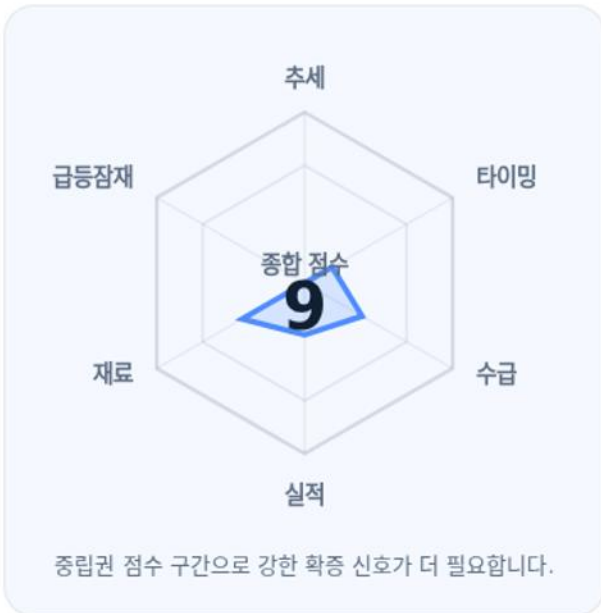 추세
급등잠재
타이밍
종합 점수
9
재료
수급
실적
중립권 점수 구간으로 강한 확증 신호가 더 필요합니다.